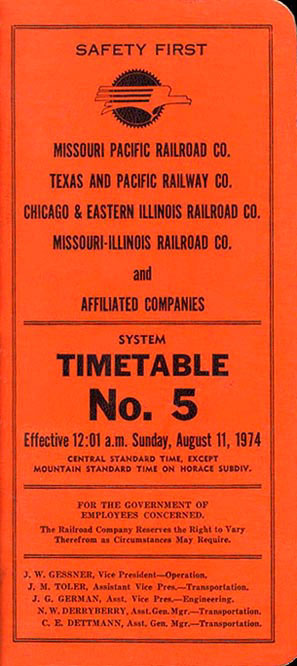 SAFETY FIRST
MISSOURI PACIFIC RAILROAD CO.
TEXAS AND PACIFIC RAILWAY CO.
CHICAGO & EASTERN ILLINOIS RAILROAD CO.
MISSOURI-ILLINOIS RAILROAD CO.
and
AFFILIATED COMPANIES
SYSTEM
TIMETABLE
No. 5
Effective 12:01 a.m. Sunday, August 11, 1974
CENTRAL STANDARD TIME, EXCEPT
MOUNTAIN STANDARD TIME ON HORACE SUBDIV.
FOR THE GOVERNMENT OF
EMPLOYEES CONCERNED.
The Railroad Company Reserves the Right to Vary
Therefrom as Circumstances May Require.
J. W. GESSNER, Vice President—Operation.
J. M. TOLER, Assistant Vice Pres.—Transportation.
J. G. GERMAN, Asst. Vice Pres.—Engineering.
N. W. DERRYBERRY, Asst. Gen. Mgr.—Transportation.
C. E. DETTMANN, Asst. Gen. Mgr.—Transportation.